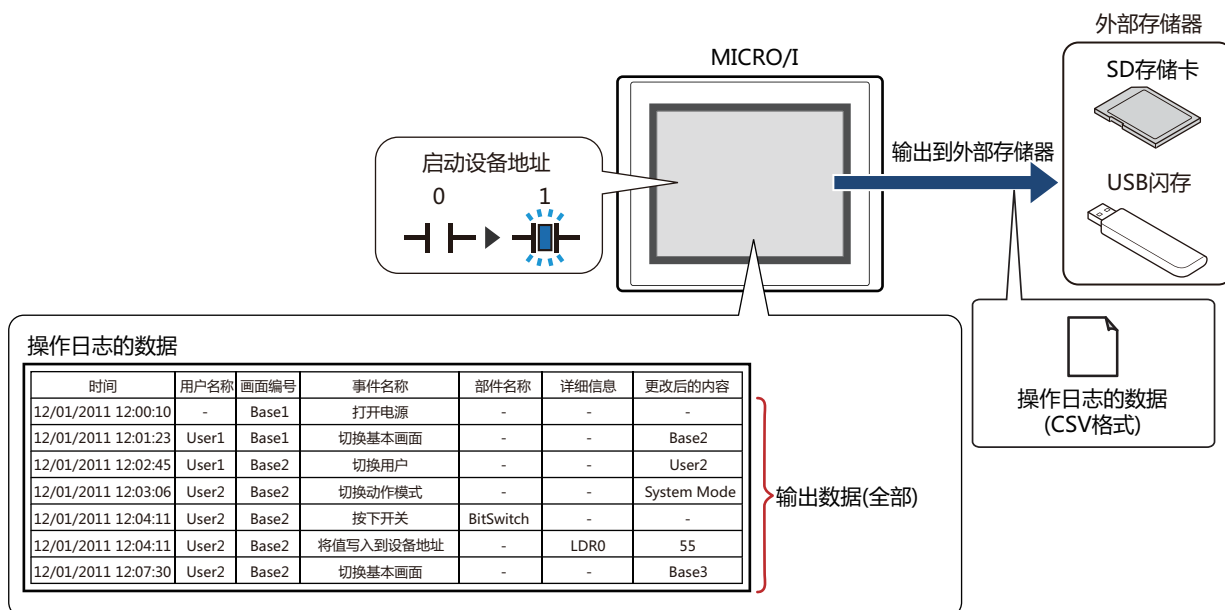 外部存储器
MICRO/I
SD存储卡
启动设备地址
0 1
输出到外部存储器
USB闪存
操作日志的数据
(CSV格式)
操作日志的数据
时间 用户名称 画面编号 事件名称 部件名称 详细信息 更改后的内容
12/01/2011 12:00:10 - Base1 打开电源 - - -
12/01/2011 12:01:23 User1 Base1 切换基本画面 - - Base2
12/01/2011 12:02:45 User1 Base2 切换用户 - - User2
12/01/2011 12:03:06 User2 Base2 切换动作模式 - - System Mode
12/01/2011 12:04:11 User2 Base2 按下开关 BitSwitch - -
12/01/2011 12:04:11 User2 Base2 将值写入到设备地址 - LDR0 55
12/01/2011 12:07:30 User2 Base2 切换基本画面 - - Base3
输出数据(全部)